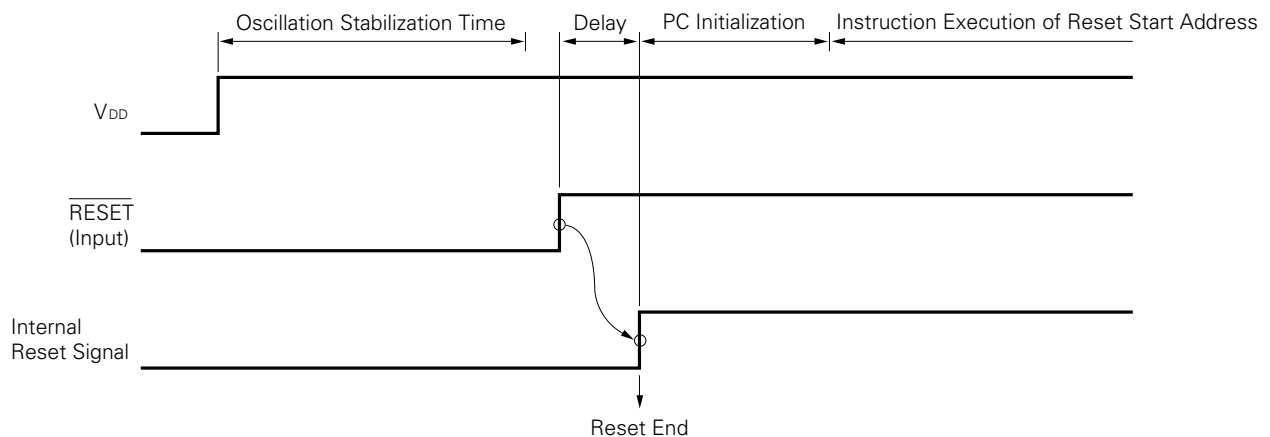 Oscillation Stabilization Time
Delay
PC Initialization
Instruction Execution of Reset Start Address
VDD
RESET
(Input)
Internal
Reset Signal
Reset End